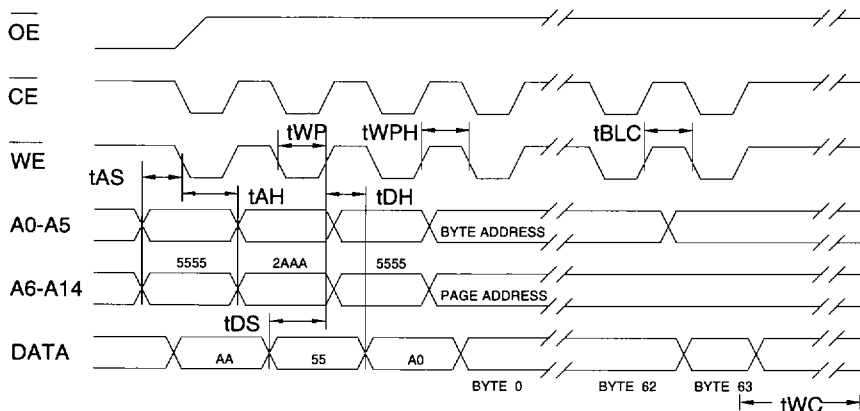 OE
CE
tWP tWPH tBLC
WE
tAS tAH tDH
A0-A5 BYTE ADDRESS
5555 2AAA 5555
A6-A14 PAGE ADDRESS
tDS
DATA AA 55 A0
BYTE 0 BYTE 62 BYTE 63
tWC